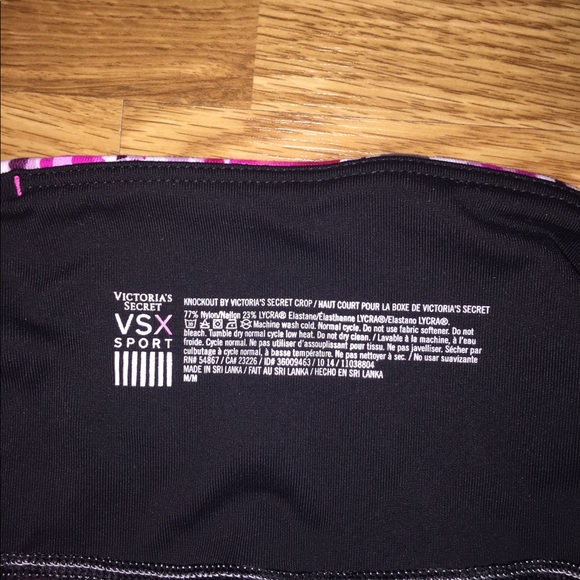 VICTORIA'S
SECRET
VSX
SPORT
KNOCKOUT BY VICTORIA'S SECRET CROP / HAUT COURT POUR LA BOXE DE VICTORIA'S SECRET
77% Nylon/Nailon 23% LYCRA® Elastane/Élasthanne LYCRA®/Elastano LYCRA®.
Machine wash cold. Normal cycle. Do not use fabric softener. Do not
bleach. Tumble dry normal cycle low heat. Do not dry clean. / Lavable à la machine, à l'eau
froide. Cycle normal. Ne pas utiliser d'assouplissant pour tissu. Ne pas javelliser. Sécher par
culbutage à cycle normal, à basse température. Ne pas nettoyer à sec. / No usar suavizante
RN# 54867 / CA# 23226 / ID# 36009463 / 10 14 / 11038804
MADE IN SRI LANKA / FAIT AU SRI LANKA / HECHO EN SRI LANKA
M/M